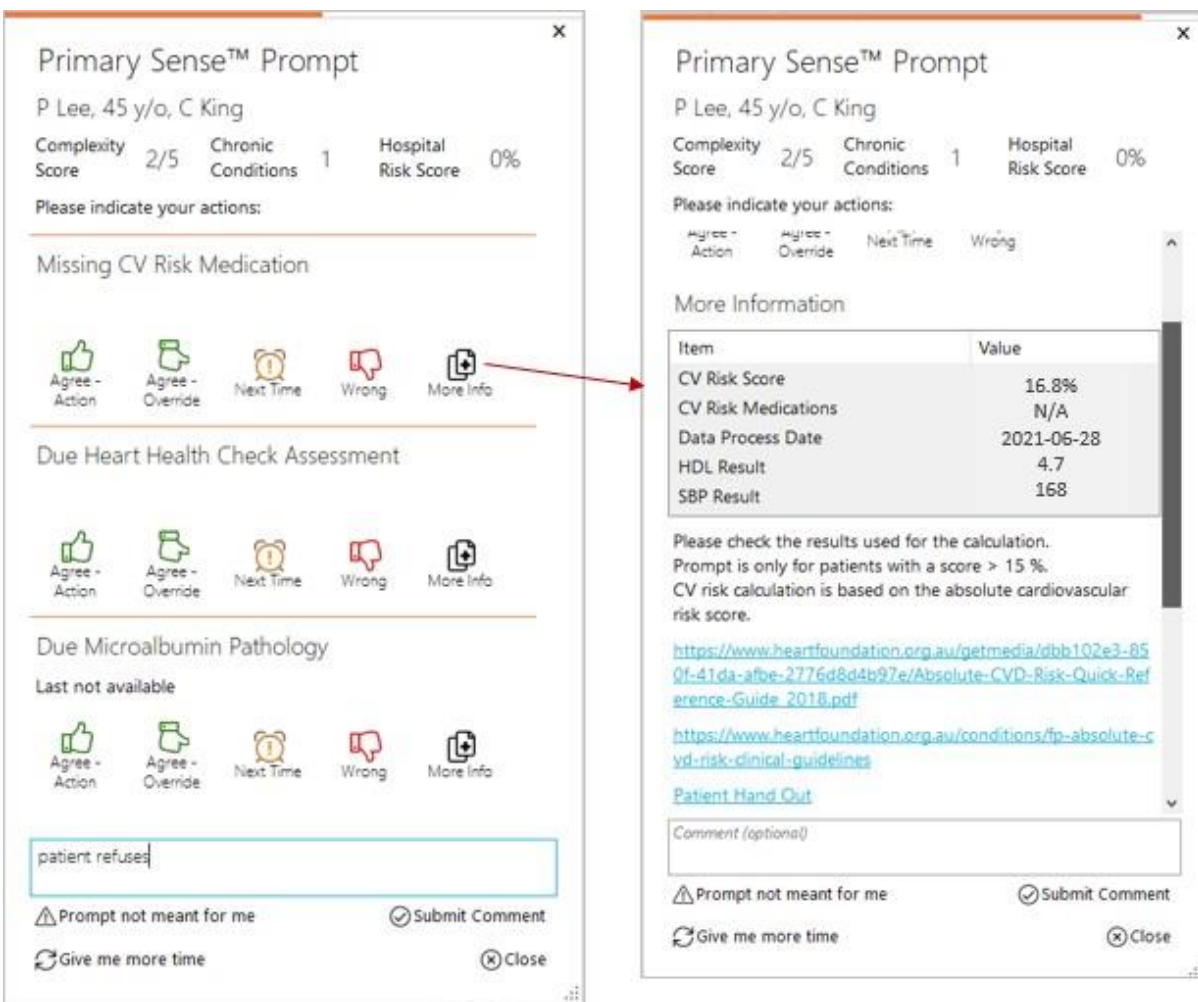 Primary Sense™ Prompt
P Lee, 45 y/o, C King
Complexity Score 2/5 Chronic Conditions 1 Hospital Risk Score 0%
Please indicate your actions:
Missing CV Risk Medication
Agree - Action Agree - Override Next Time Wrong More Info
Due Heart Health Check Assessment
Agree - Action Agree - Override Next Time Wrong More Info
Due Microalbumin Pathology
Last not available
Agree - Action Agree - Override Next Time Wrong More Info
patient refuses
Prompt not meant for me Submit Comment
Give me more time Close
Primary Sense™ Prompt
P Lee, 45 y/o, C King
Complexity Score 2/5 Chronic Conditions 1 Hospital Risk Score 0%
Please indicate your actions:
Agree - Action Agree - Override Next Time Wrong
More Information
Item Value
CV Risk Score 16.8%
CV Risk Medications N/A
Data Process Date 2021-06-28
HDL Result 4.7
SBP Result 168
Please check the results used for the calculation.
Prompt is only for patients with a score > 15 %.
CV risk calculation is based on the absolute cardiovascular
risk score.
https://www.heartfoundation.org.au/getmedia/dbb102e3-85
0f-41da-afbe-2776d8d4b97e/Absolute-CVD-Risk-Quick-Ref
erence-Guide_2018.pdf
https://www.heartfoundation.org.au/conditions/fp-absolute-c
vd-risk-clinical-guidelines
Patient Hand Out
Comment (optional)
Prompt not meant for me Submit Comment
Give me more time Close